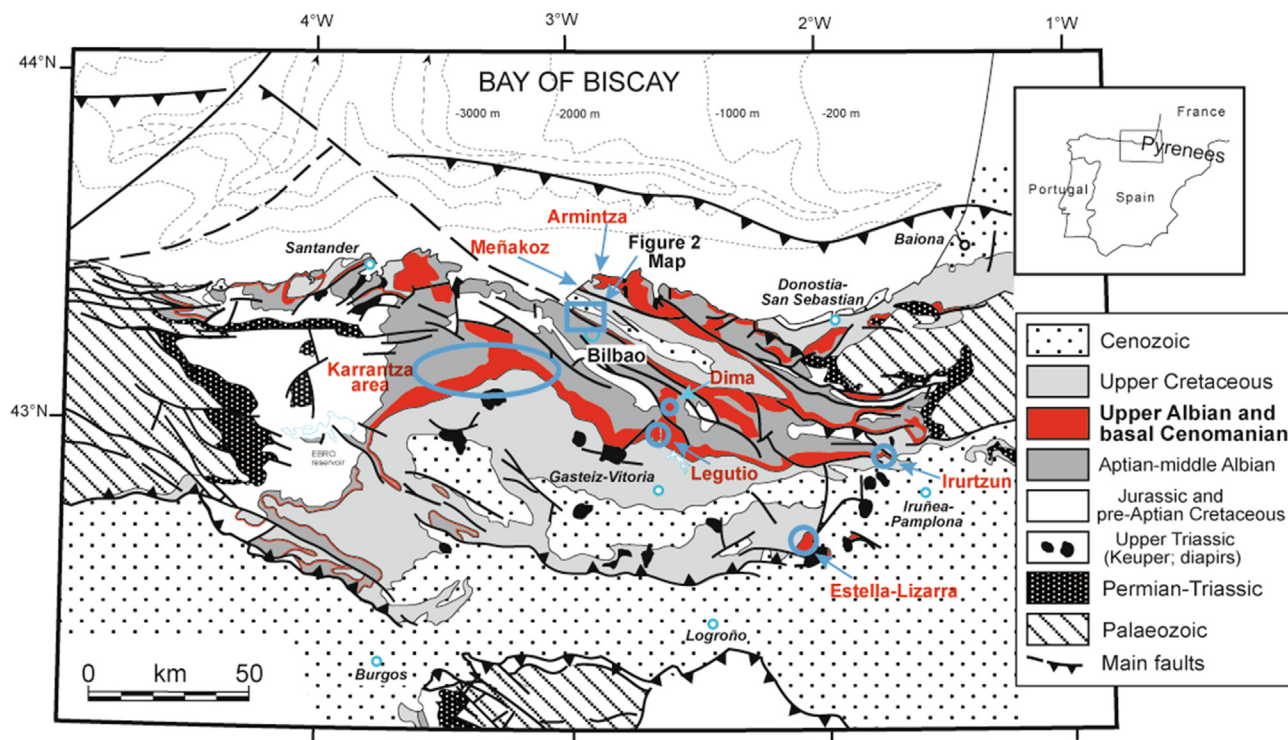 4°W
3°W
2°W
1°W
44°N
43°N
BAY OF BISCAY
-3000 m
-2000 m
-1000 m
-200 m
France
Pyrenees
Portugal
Spain
Armintza
Meñakoz
Figure 2
Map
Santander
Baiona
Donostia-
San Sebastian
Bilbao
Karrantza
area
Dima
EBRO
reservoir
Gasteiz-Vitoria
Legutio
Irurtzun
Iruñea-
Pamplona
Estella-Lizarra
Logroño
Burgos
0 km 50
Cenozoic
Upper Cretaceous
Upper Albian and
basal Cenomanian
Aptian-middle Albian
Jurassic and
pre-Aptian Cretaceous
Upper Triassic
(Keuper; diapirs)
Permian-Triassic
Palaeozoic
Main faults